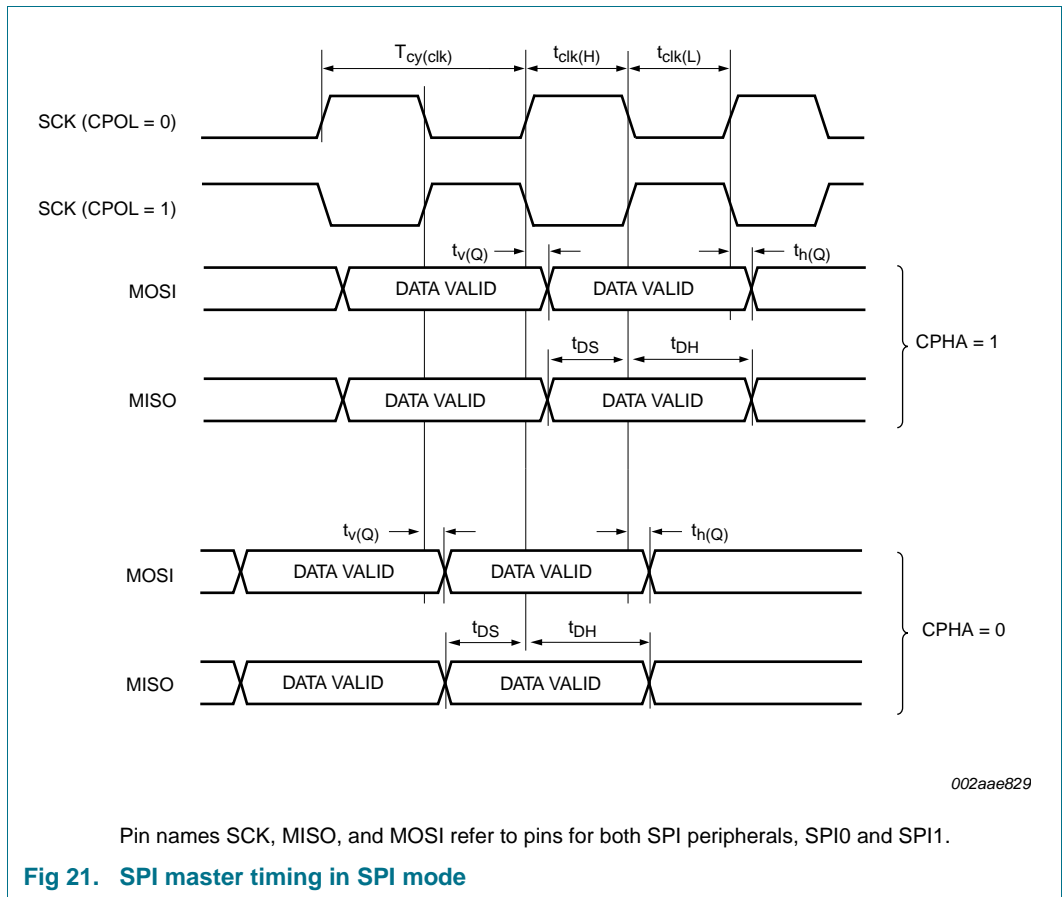 Tcy(clk) tclk(H) tclk(L)
SCK (CPOL = 0)
SCK (CPOL = 1)
tv(Q) th(Q)
MOSI DATA VALID DATA VALID
CPHA = 1
tDS tDH
MISO DATA VALID DATA VALID
tv(Q) th(Q)
MOSI DATA VALID DATA VALID
CPHA = 0
tDS tDH
MISO DATA VALID DATA VALID
002aae829
Pin names SCK, MISO, and MOSI refer to pins for both SPI peripherals, SPI0 and SPI1.
Fig 21. SPI master timing in SPI mode